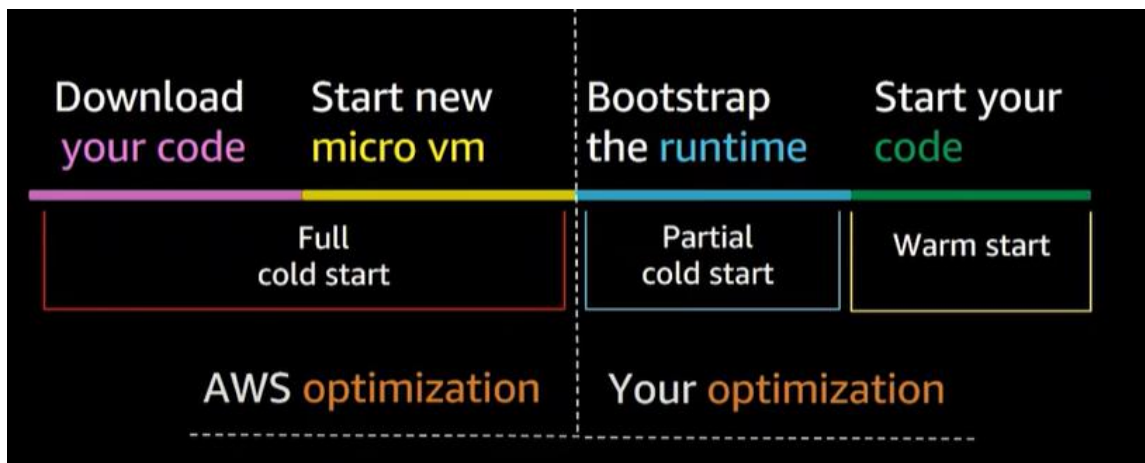 Download
your code
Start new
micro vm
Bootstrap
the runtime
Start your
code
Full
cold start
Partial
cold start
Warm start
AWS optimization
Your optimization